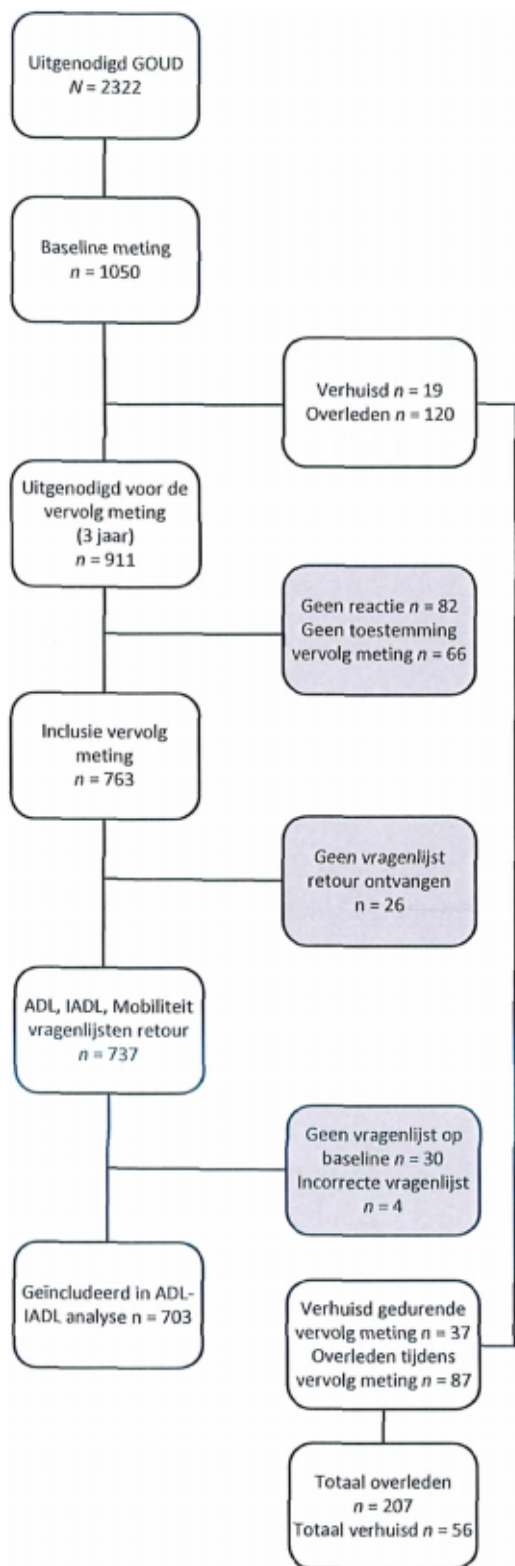 Uitgenodigd GOUD
N = 2322
Baseline meting
n = 1050
Verhuisd n = 19
Overleden n = 120
Uitgenodigd voor de
vervolg meting
(3 jaar)
n = 911
Geen reactie n = 82
Geen toestemming
vervolg meting n = 66
Inclusie vervolg
meting
n = 763
Geen vragenlijst
retour ontvangen
n = 26
ADL, IADL, Mobiliteit
vragenlijsten retour
n = 737
Geen vragenlijst op
baseline n = 30
Incorrecte vragenlijst
n = 4
Geïncludeerd in ADL-
IADL analyse n = 703
Verhuisd gedurende
vervolg meting n = 37
Overleden tijdens
vervolg meting n = 87
Totaal overleden
n = 207
Totaal verhuisd n = 56